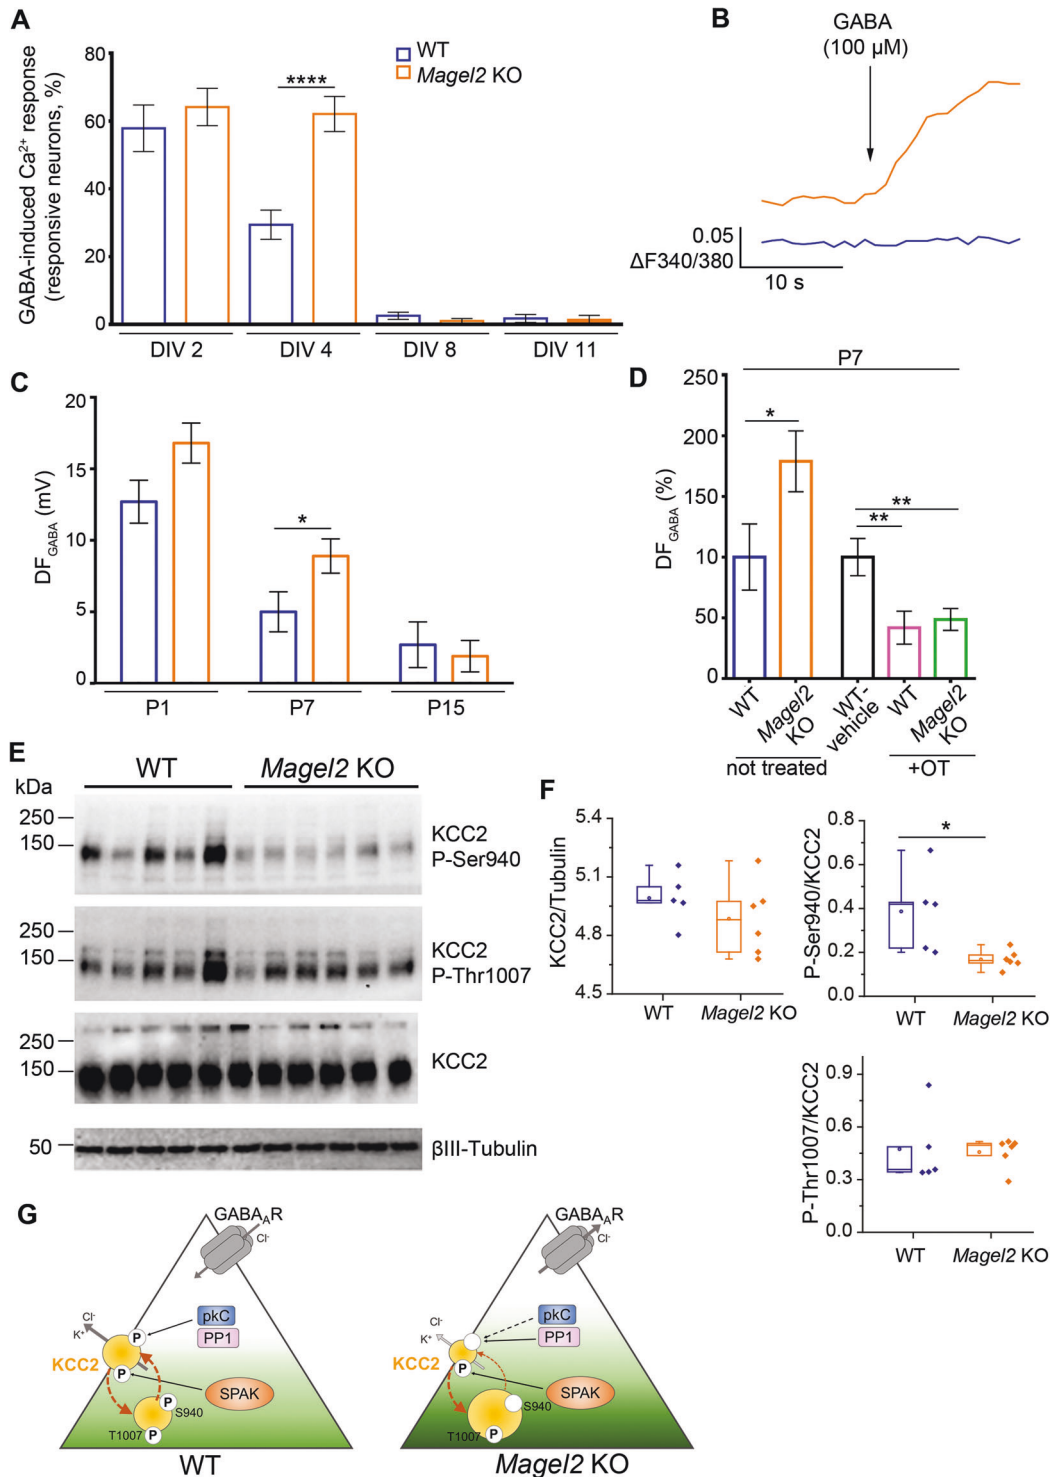 A
GABA-induced Ca2+ response
(responsive neurons, %)
80
60
40
20
0
WT
Magel2 KO
****
DIV 2
DIV 4
DIV 8
DIV 11
B
GABA
(100 µM)
0.05
ΔF340/380
10 s
C
DFGABA (mV)
20
15
10
5
0
*
P1
P7
P15
D
P7
DFGABA (%)
250
200
150
10
50
0
*
**
**
WT
Magel2
KO
WT-
vehicle
WT
Magel2
KO
not treated
+OT
E
WT
Magel2 KO
kDa
250
150
KCC2
P-Ser940
250
150
KCC2
P-Thr1007
250
150
KCC2
50
βIII-Tubulin
F
KCC2/Tubulin
5.4
5.1
4.8
4.5
WT
Magel2 KO
P-Ser940/KCC2
0.8
0.6
0.4
0.2
0.0
*
WT
Magel2 KO
P-Thr1007/KCC2
0.9
0.6
0.3
0.0
WT
Magel2 KO
G
GABAAR
Cl-
Cl-
K+
P
pkC
PP1
KCC2
P
SPAK
P
S940
T1007
P
WT
GABAAR
Cl-
Cl-
K+
pkC
PP1
KCC2
P
SPAK
S940
T1007
P
Magel2 KO